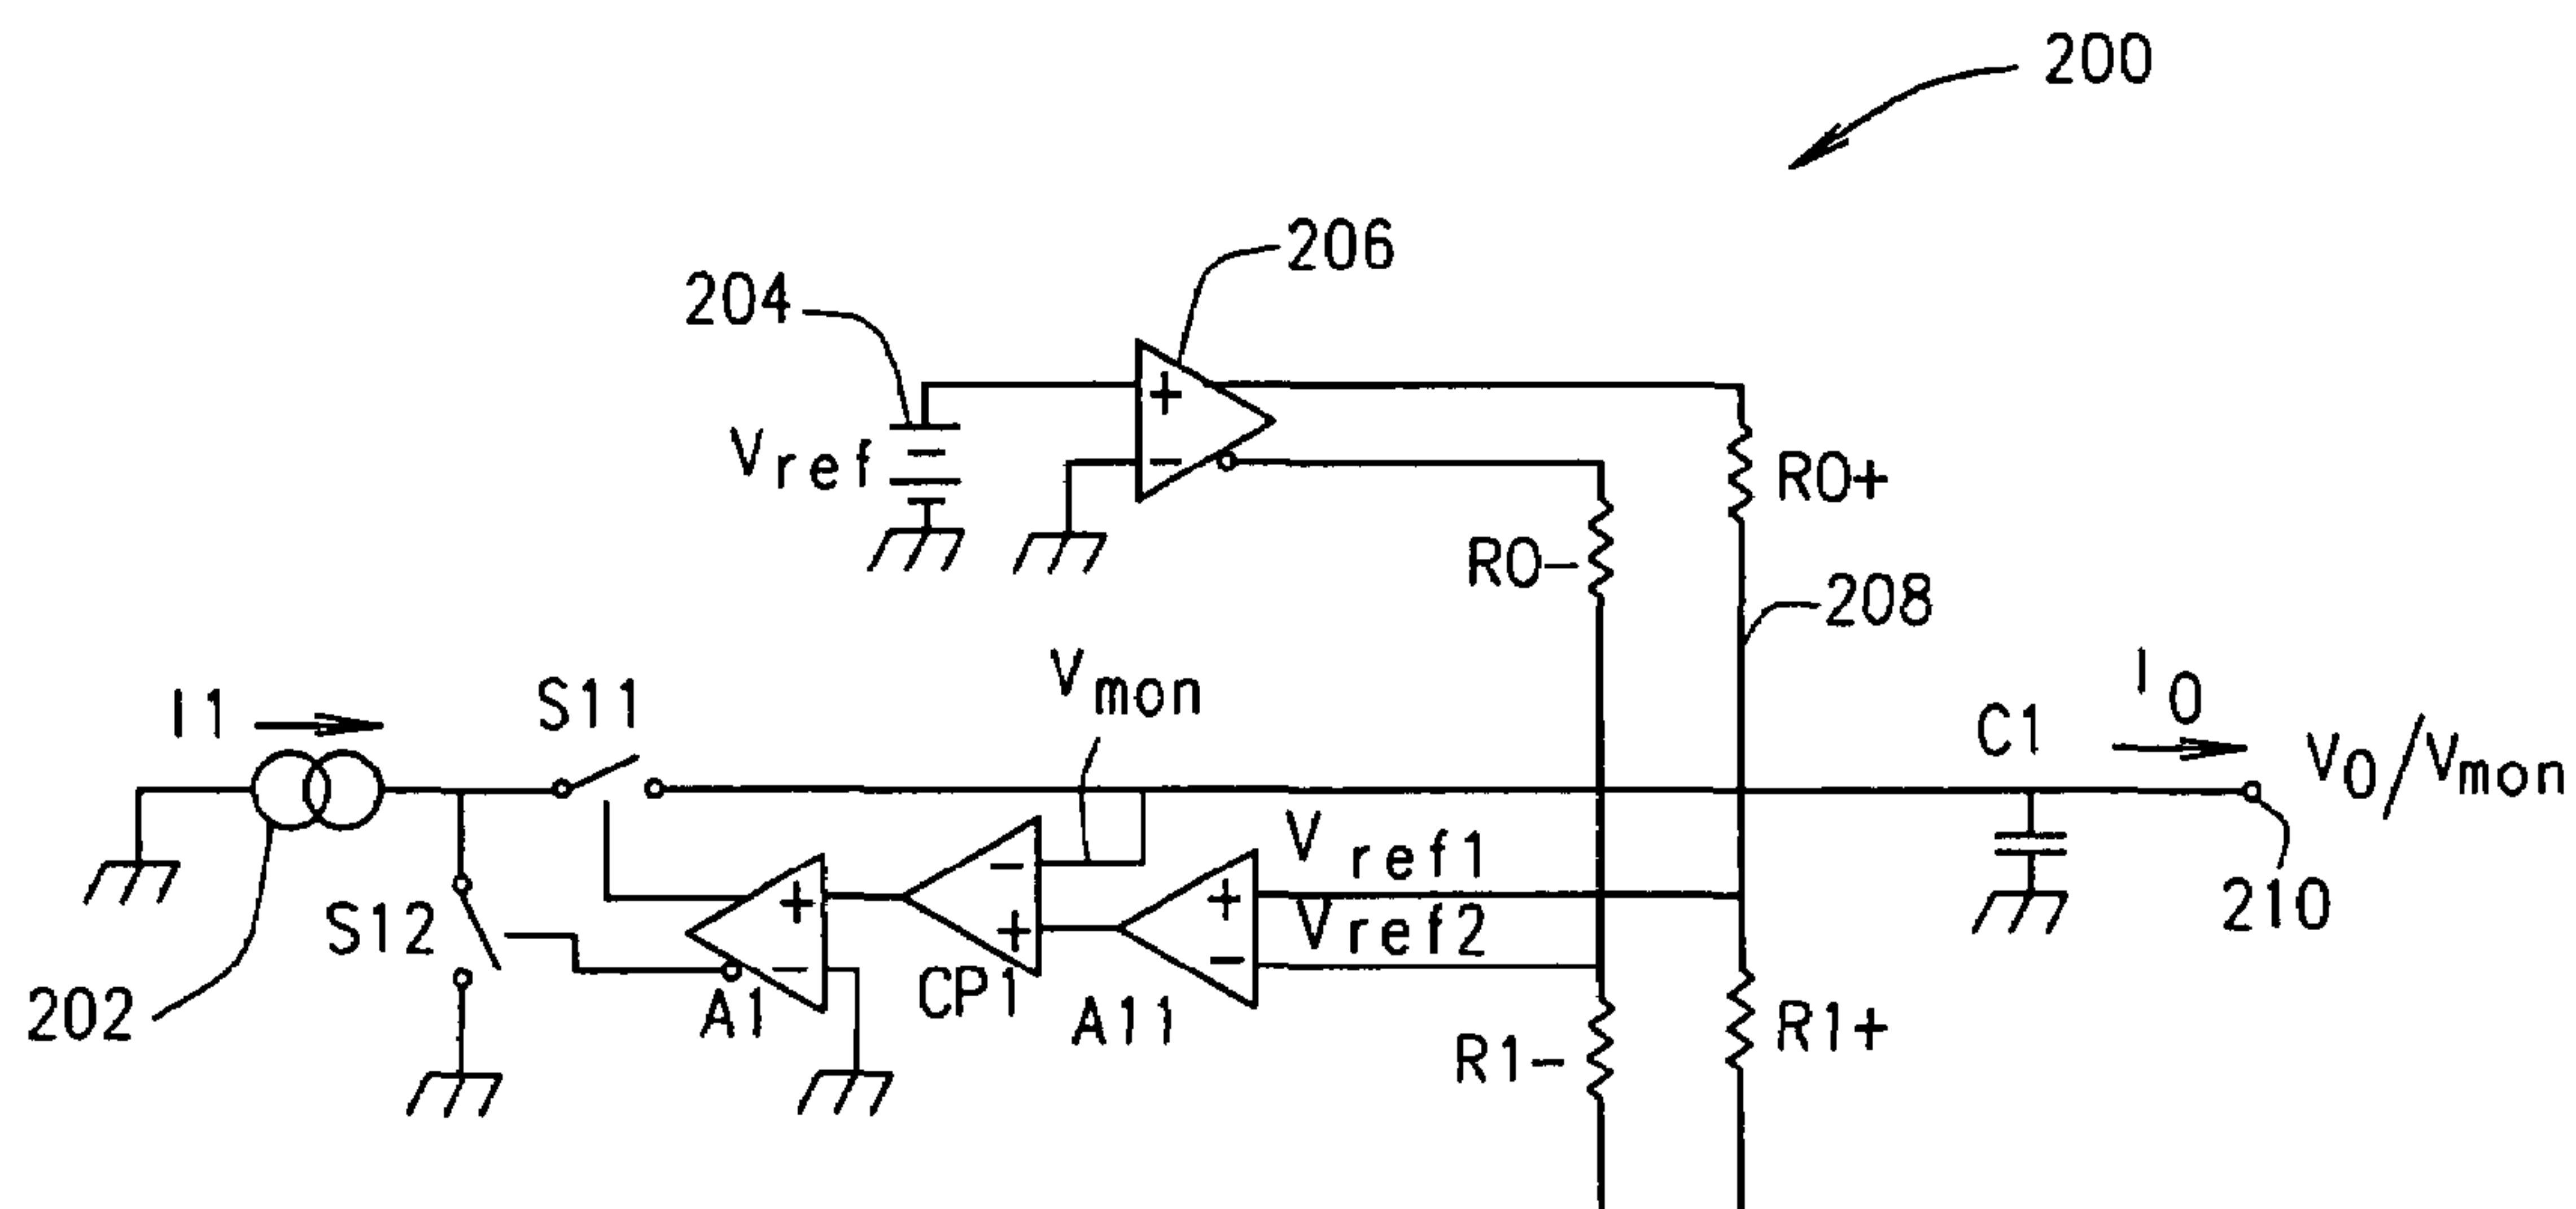 200
206
204
+
Vref
−
R0+
R0−
208
Vmon
I0
S11
I1
C1
V0/Vmon
Vref1
−
+
+
S12
Vref2
+
−
−
210
202
A1
CP1
A11
R1−
R1+